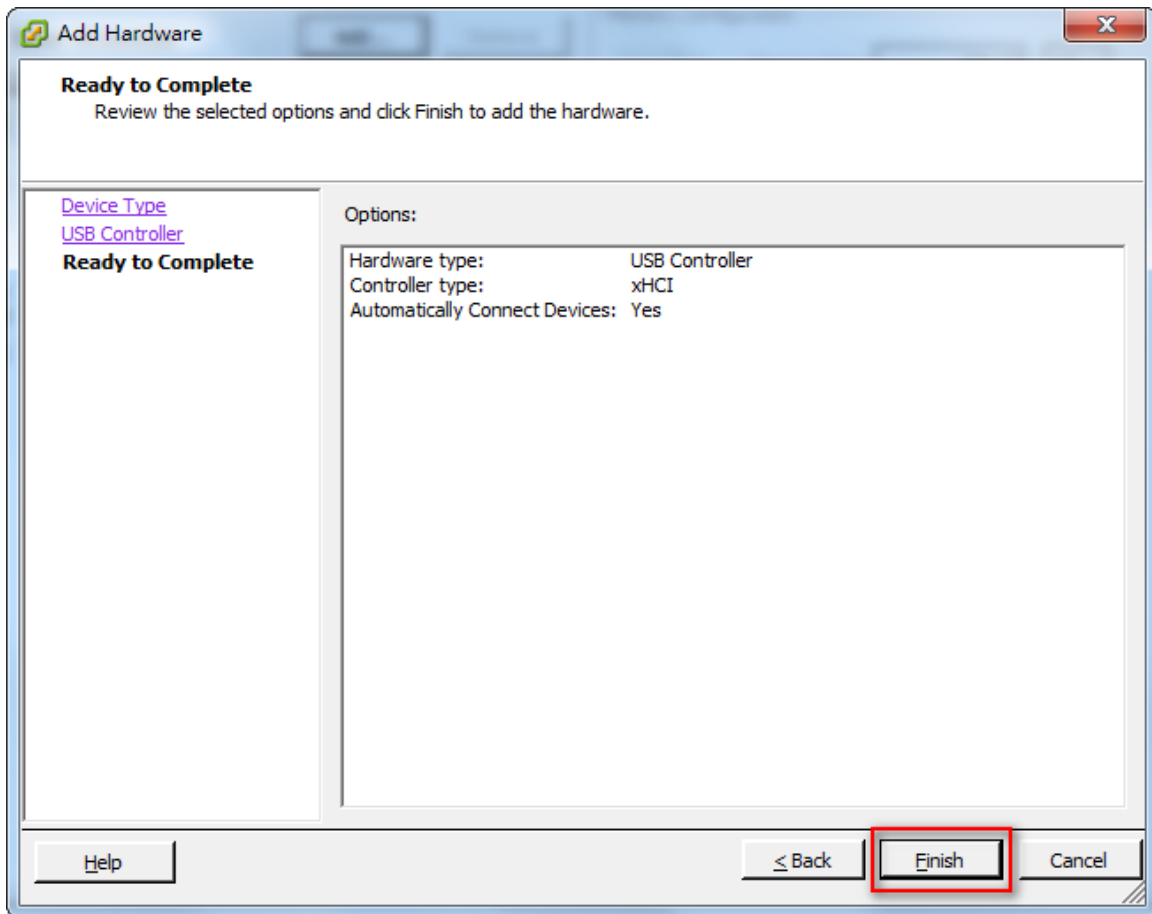 Add Hardware
Ready to Complete
Review the selected options and click Finish to add the hardware.
Device Type
USB Controller
Ready to Complete
Options:
Hardware type: USB Controller
Controller type: xHCI
Automatically Connect Devices: Yes
Help
< Back
Finish
Cancel